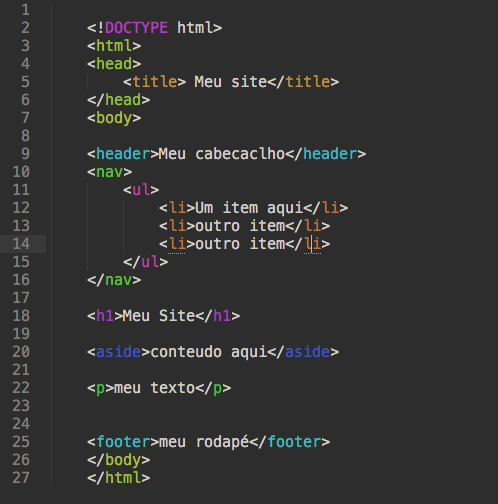 1
2 <!DOCTYPE html>
3 <html>
4 <head>
5 <title> Meu site</title>
6 </head>
7 <body>
8
9 <header>Meu cabecaclho</header>
10 <nav>
11 <ul>
12 <li>Um item aqui</li>
13 <li>outro item</li>
14 <li>outro item</li>
15 </ul>
16 </nav>
17
18 <h1>Meu Site</h1>
19
20 <aside>conteudo aqui</aside>
21
22 <p>meu texto</p>
23
24
25 <footer>meu rodapé</footer>
26 </body>
27 </html>